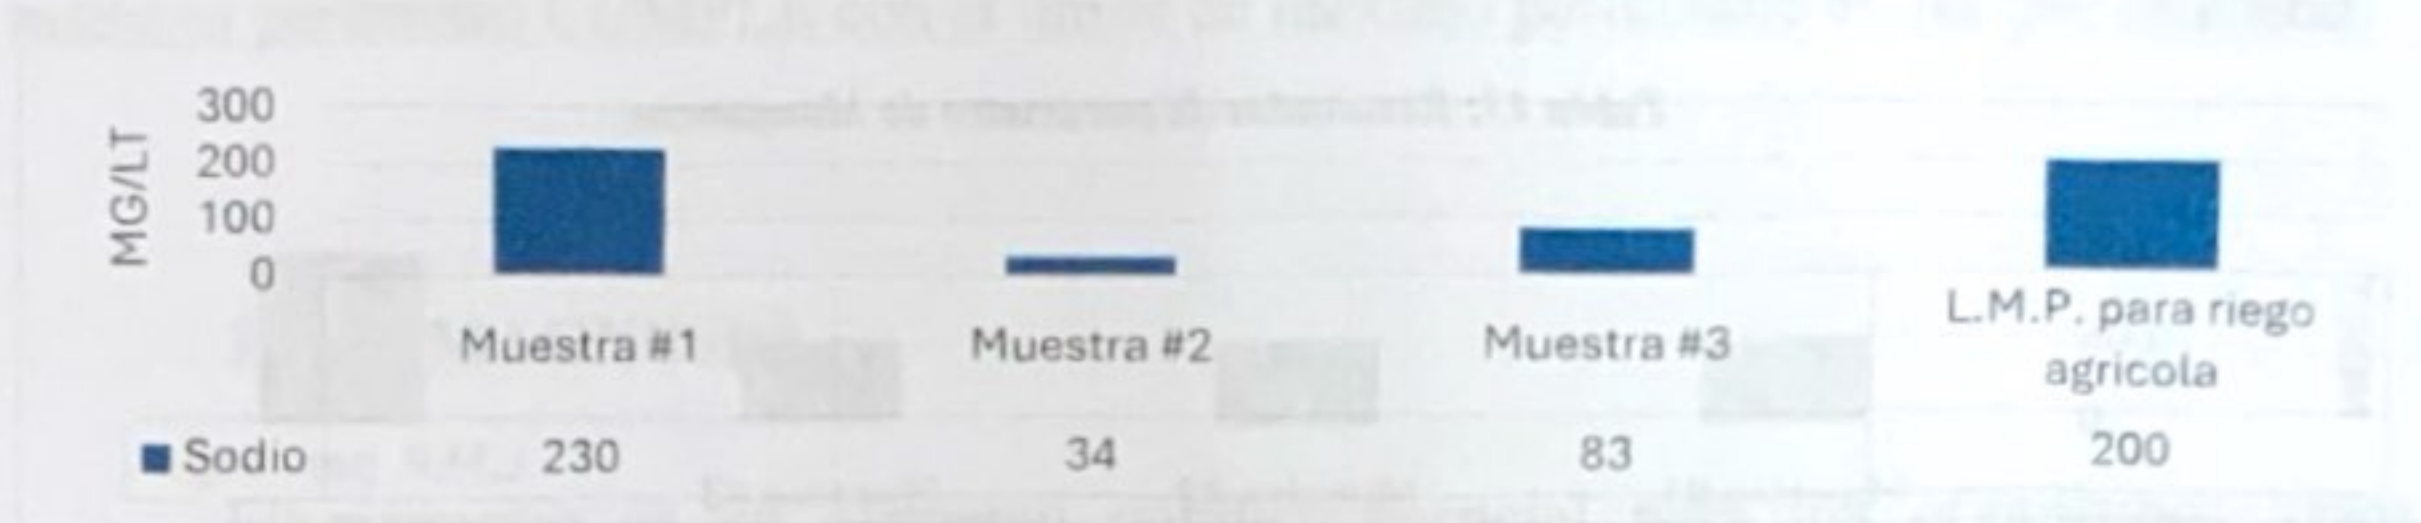 MG/LT
300
200
100
0
Muestra #1
Muestra #2
Muestra #3
L.M.P. para riego
agricola
Sodio 230 34 83 200